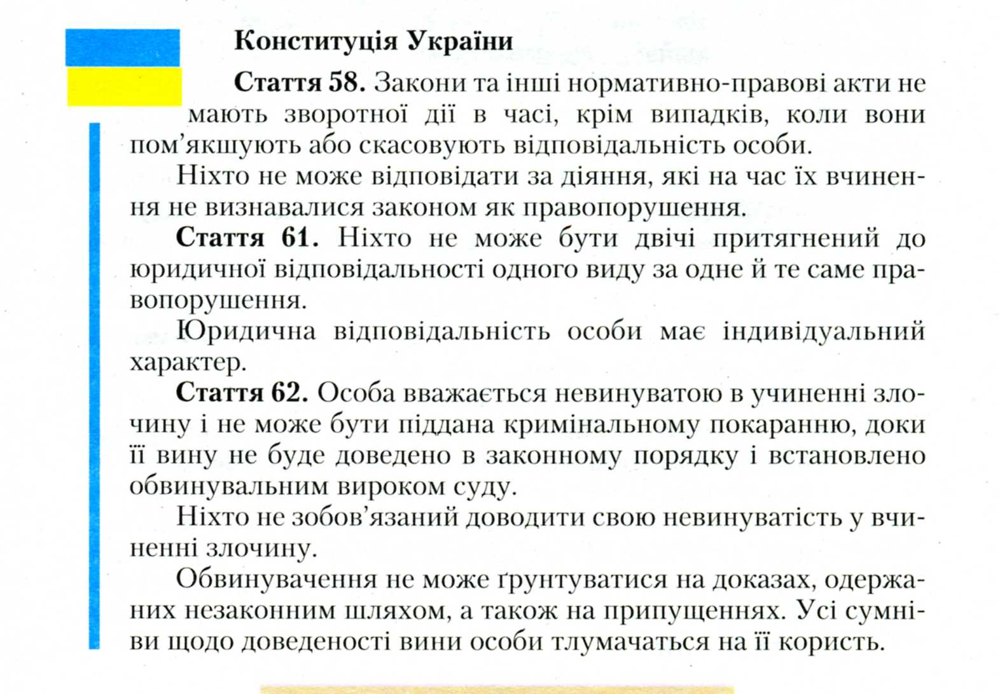 Конституція України
Стаття 58. Закони та інші нормативно-правові акти не
мають зворотної дії в часі, крім випадків, коли вони
пом’якшують або скасовують відповідальність особи.
Ніхто не може відповідати за діяння, які на час їх вчинен-
ня не визнавалися законом як правопорушення.
Стаття 61. Ніхто не може бути двічі притягнений до
юридичної відповідальності одного виду за одне й те саме пра-
вопорушення.
Юридична відповідальність особи має індивідуальний
характер.
Стаття 62. Особа вважається невинуватою в учиненні зло-
чину і не може бути піддана кримінальному покаранню, доки
її вину не буде доведено в законному порядку і встановлено
обвинувальним вироком суду.
Ніхто не зобов’язаний доводити свою невинуватість у вчи-
ненні злочину.
Обвинувачення не може ґрунтуватися на доказах, одержа-
них незаконним шляхом, а також на припущеннях. Усі сумні-
ви щодо доведеності вини особи тлумачаться на її користь.